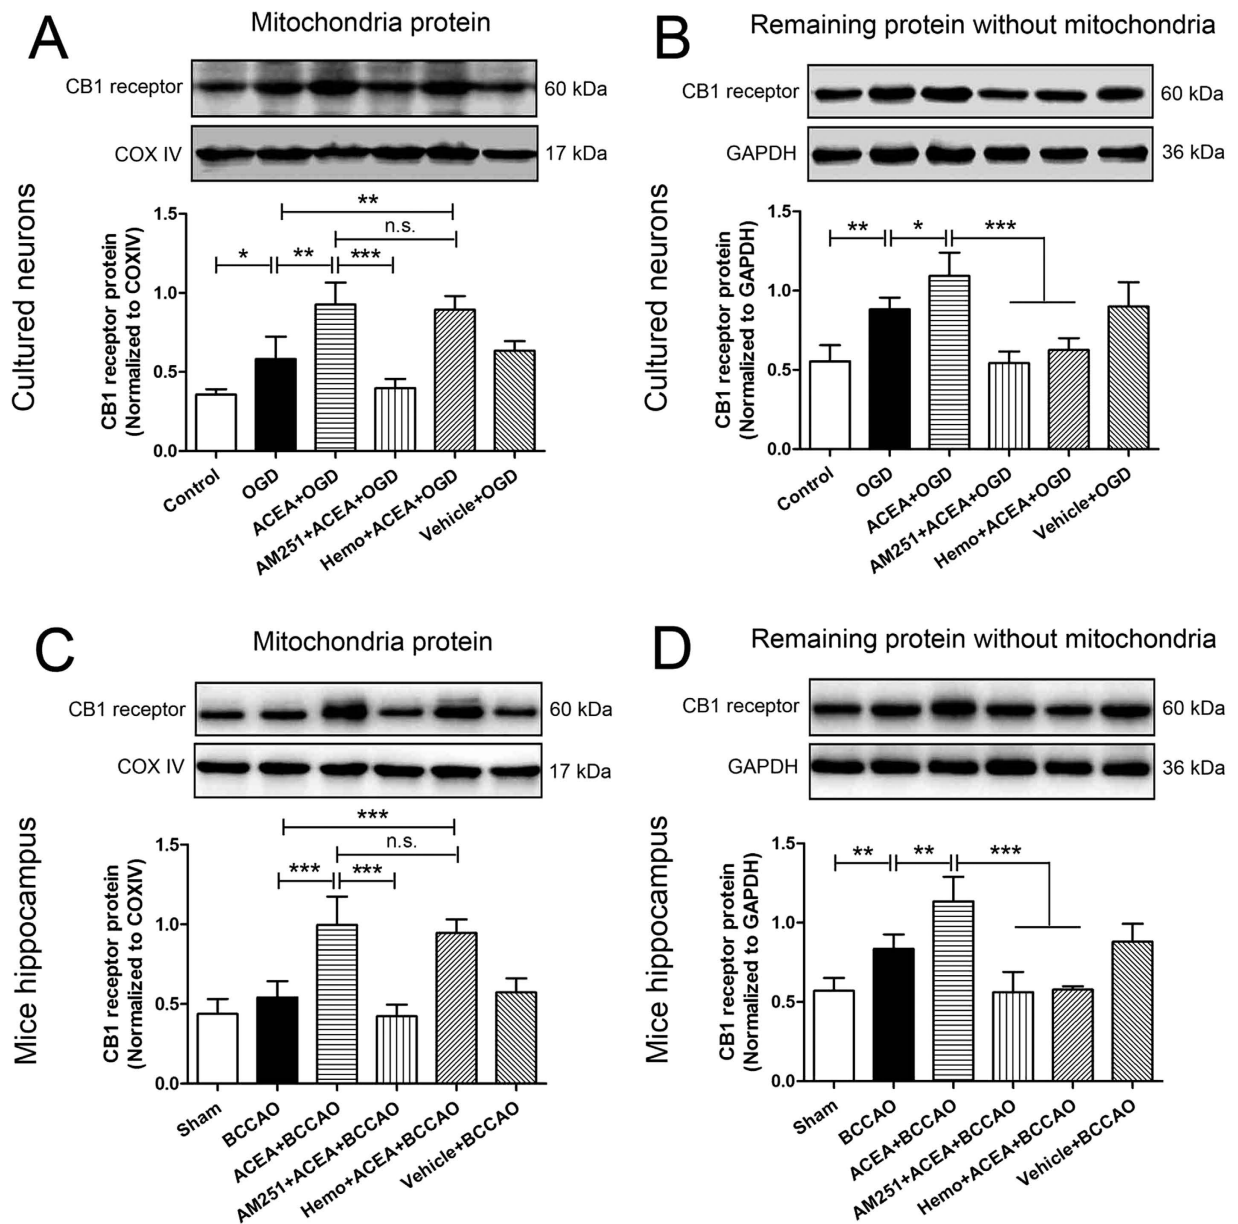 A
Mitochondria protein
CB1 receptor
60 kDa
COX IV
17 kDa
Cultured neurons
CB1 receptor protein
(Normalized to COXIV)
1.5
1.0
0.5
0.0
**
n.s.
*
**
***
Control
OGD
ACEA+OGD
AM251+ACEA+OGD
Hemo+ACEA+OGD
Vehicle+OGD
B
Remaining protein without mitochondria
CB1 receptor
60 kDa
GAPDH
36 kDa
Cultured neurons
CB1 receptor protein
(Normalized to GAPDH)
1.5
1.0
0.5
0.0
**
*
***
Control
OGD
ACEA+OGD
AM251+ACEA+OGD
Hemo+ACEA+OGD
Vehicle+OGD
C
Mitochondria protein
CB1 receptor
60 kDa
COX IV
17 kDa
Mice hippocampus
CB1 receptor protein
(Normalized to COXIV)
1.5
1.0
0.5
0.0
***
n.s.
***
***
Sham
BCCAO
ACEA+BCCAO
AM251+ACEA+BCCAO
Hemo+ACEA+BCCAO
Vehicle+BCCAO
D
Remaining protein without mitochondria
CB1 receptor
60 kDa
GAPDH
36 kDa
Mice hippocampus
CB1 receptor protein
(Normalized to GAPDH)
1.5
1.0
0.5
0.0
**
**
***
Sham
BCCAO
ACEA+BCCAO
AM251+ACEA+BCCAO
Hemo+ACEA+BCCAO
Vehicle+BCCAO